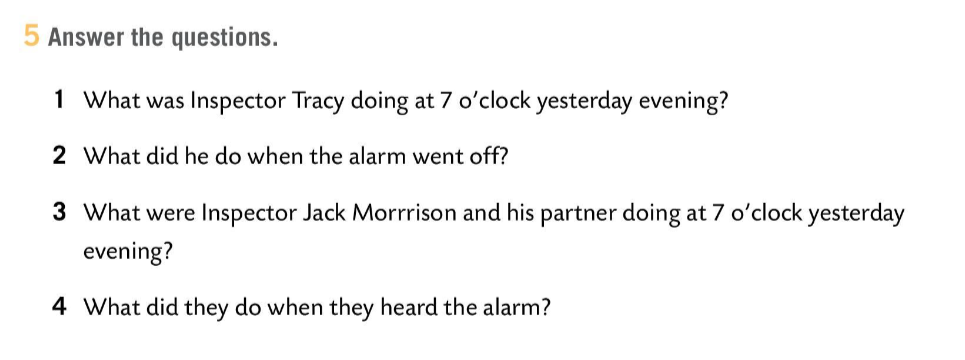 5 Answer the questions.
1 What was Inspector Tracy doing at 7 o'clock yesterday evening?
2 What did he do when the alarm went off?
3 What were Inspector Jack Morrrison and his partner doing at 7 o'clock yesterday
evening?
4 What did they do when they heard the alarm?